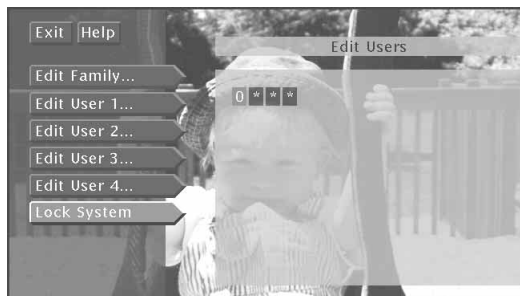 Exit Help
Edit Users
Edit Family...
Edit User 1...
0 * * *
Edit User 2...
Edit User 3...
Edit User 4...
Lock System